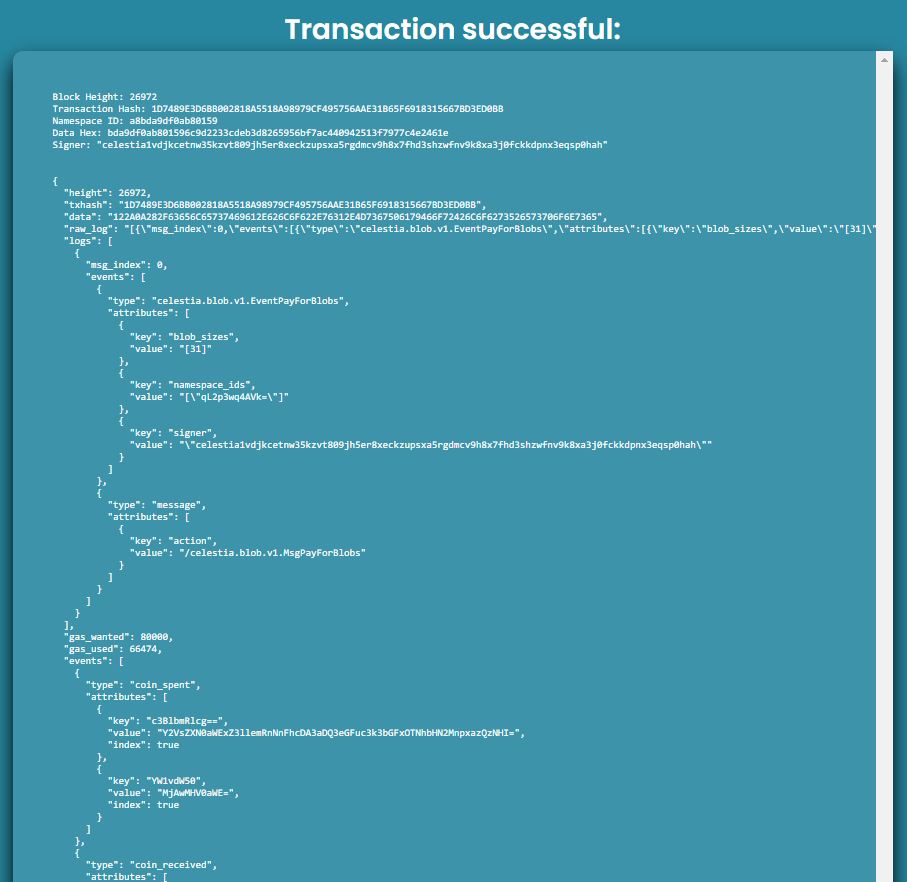 Transaction successful:
Block Height: 26972
Transaction Hash: 1D7489E3D6BB002818A5518A98979CF495756AAE31B65F6918315667BD3ED0BB
Namespace ID: a8bda9df0ab80159
Data Hex: bda9df0ab801596c9d2233cdeb3d8265956bf7ac440942513f7977c4e2461e
Signer: "celestia1vdjkcetnw35kzvt809jh5er8xeckzupsxa5rgdmcv9h8x7fhd3shzwfnv9k8xa3j0fckkdpnx3eqsp0hah"
{
"height": 26972,
"txhash": "1D7489E3D6BB002818A5518A98979CF495756AAE31B65F6918315667BD3ED0BB",
"data": "122A0A282F63656C65737469612E626C6F622E76312E4D7367506179466F72426C6F6273526573706F6E7365",
"raw_log": "[{\"msg_index\":0,\"events\":[{\"type\":\"celestia.blob.v1.EventPayForBlobs\",\"attributes\":[{\"key\":\"blob_sizes\",\"value\":\"[31]\"
"logs": [
{
"msg_index": 0,
"events": [
{
"type": "celestia.blob.v1.EventPayForBlobs",
"attributes": [
{
"key": "blob_sizes",
"value": "[31]"
},
{
"key": "namespace_ids",
"value": "[\"qL2p3wq4AVk=\"]"
},
{
"key": "signer",
"value": "\"celestia1vdjkcetnw35kzvt809jh5er8xeckzupsxa5rgdmcv9h8x7fhd3shzwfnv9k8xa3j0fckkdpnx3eqsp0hah\""
}
]
},
{
"type": "message",
"attributes": [
{
"key": "action",
"value": "/celestia.blob.v1.MsgPayForBlobs"
}
]
}
]
}
],
"gas_wanted": 80000,
"gas_used": 66474,
"events": [
{
"type": "coin_spent",
"attributes": [
{
"key": "c3BlbmRlcg==",
"value": "Y2VsZXN0aWExZ3llemRnNnFhcDA3aDQ3eGFuc3k3bGFxOTNhbHN2MnpxazQzNHI=",
"index": true
},
{
"key": "YW1vdW50",
"value": "MjAwMHV0aWE=",
"index": true
}
]
},
{
"type": "coin_received",
"attributes": [